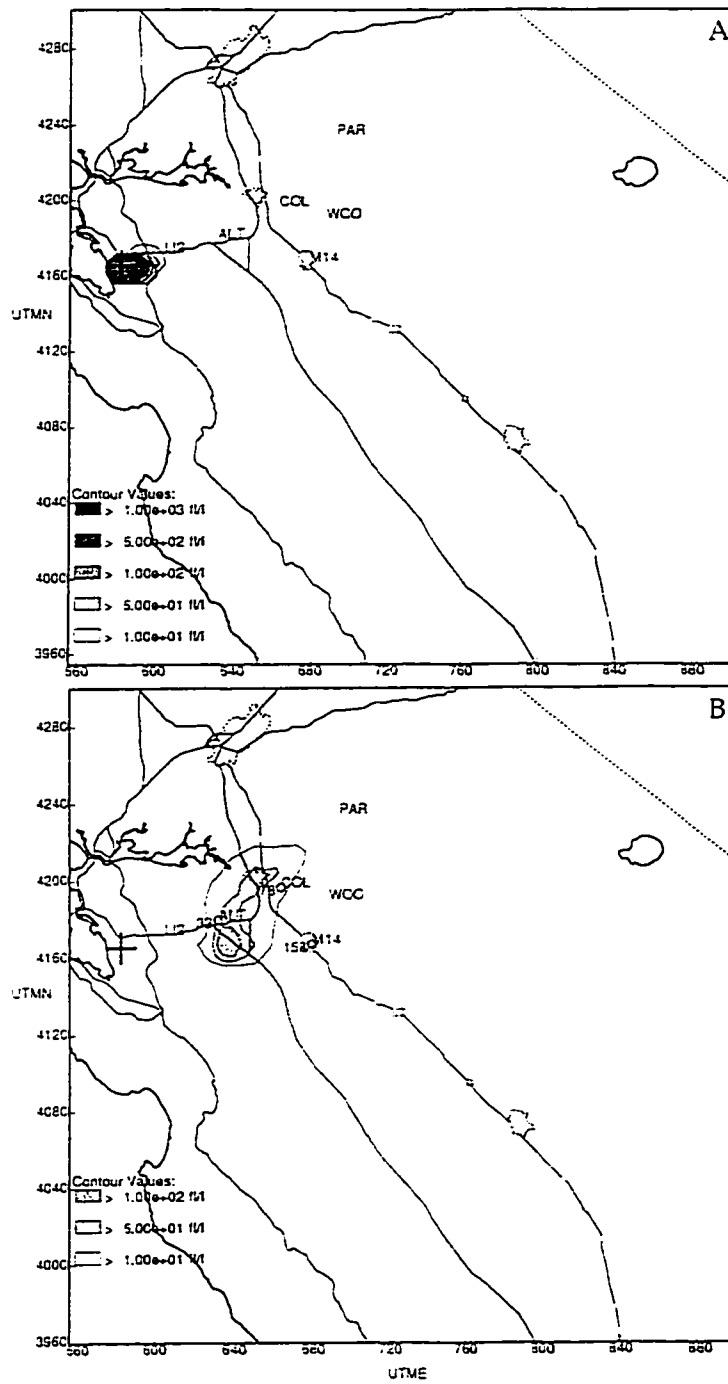 A
4280
4240
PAR
4200
COL
WCO
ALT
M14
4160
UTMN
4120
4080
Contour Values:
4040
> 1.00e+03 fl/l
> 5.00e+02 fl/l
4000
> 1.00e+02 fl/l
> 5.00e+01 fl/l
3960
> 1.00e+01 fl/l
560 600 640 680 720 760 800 840 880
B
4280
4240
PAR
4200
COL
WCO
ALT
M14
4160
UTMN
4120
4080
Contour Values:
4040
> 1.00e+02 fl/l
4000
> 5.00e+01 fl/l
> 1.00e+01 fl/l
3960
560 600 640 680 720 760 800 840 880
UTME